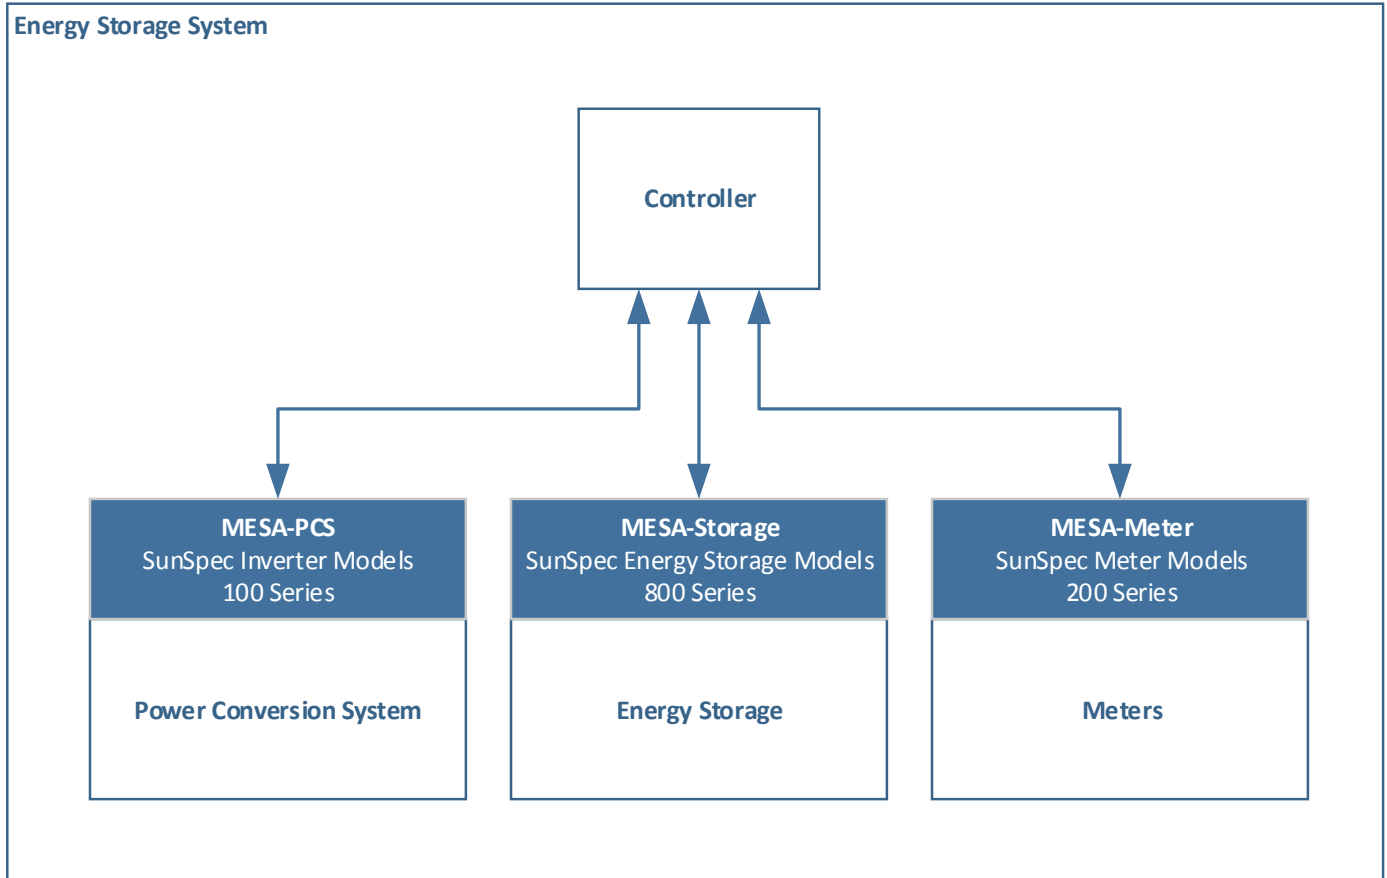 Energy Storage System
Controller
MESA-PCS
SunSpec Inverter Models
100 Series
MESA-Storage
SunSpec Energy Storage Models
800 Series
MESA-Meter
SunSpec Meter Models
200 Series
Power Conversion System
Energy Storage
Meters